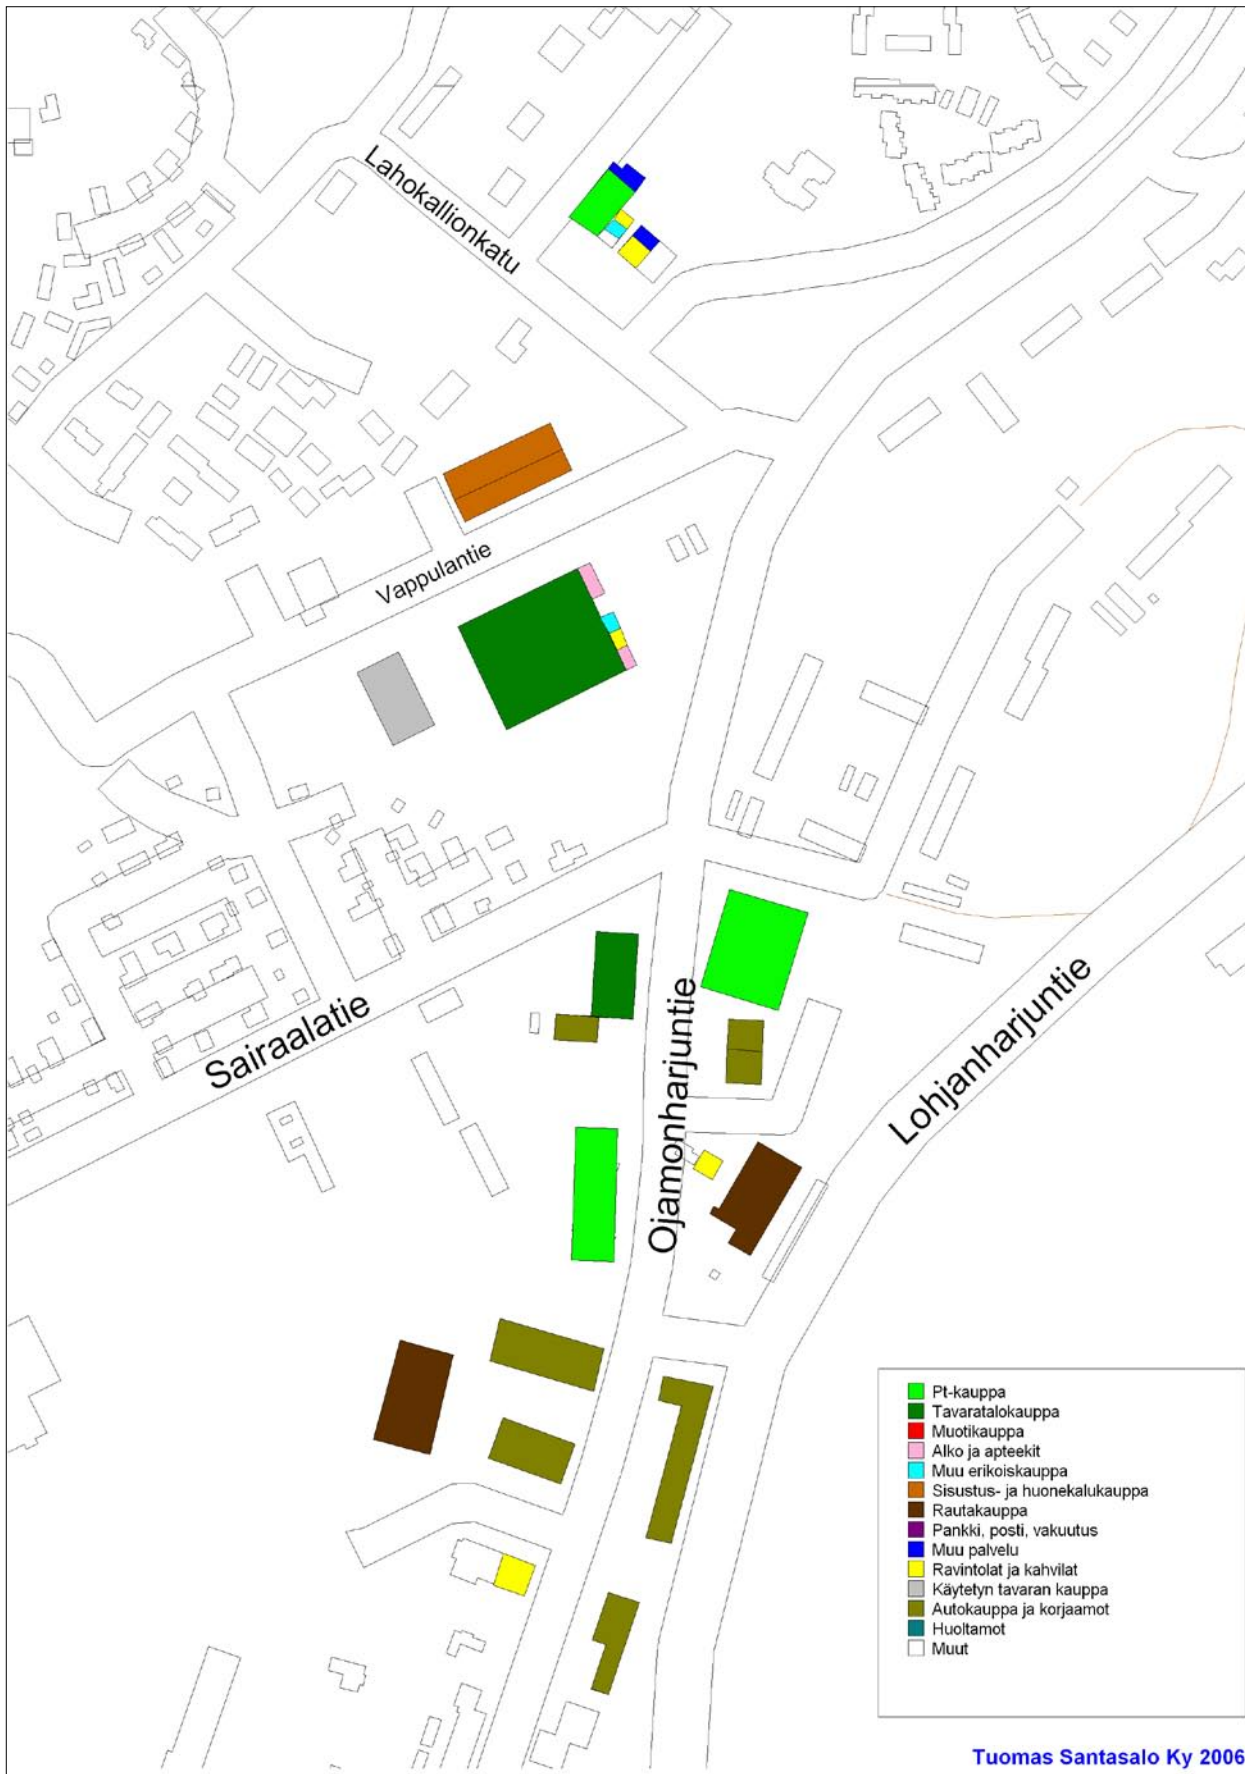 Lahokallionkatu
Vappulantie
Sairaalatie
Ojamonharjuntie
Lohjanharjuntie
Pt-kauppa
Tavaratalokauppa
Muotikauppa
Alko ja apteekit
Muu erikoiskauppa
Sisustus- ja huonekalukauppa
Rautakauppa
Pankki, posti, vakuutus
Muu palvelu
Ravintolat ja kahvilat
Käytetyn tavaran kauppa
Autokauppa ja korjaamot
Huoltamot
Muut
Tuomas Santasalo Ky 2006